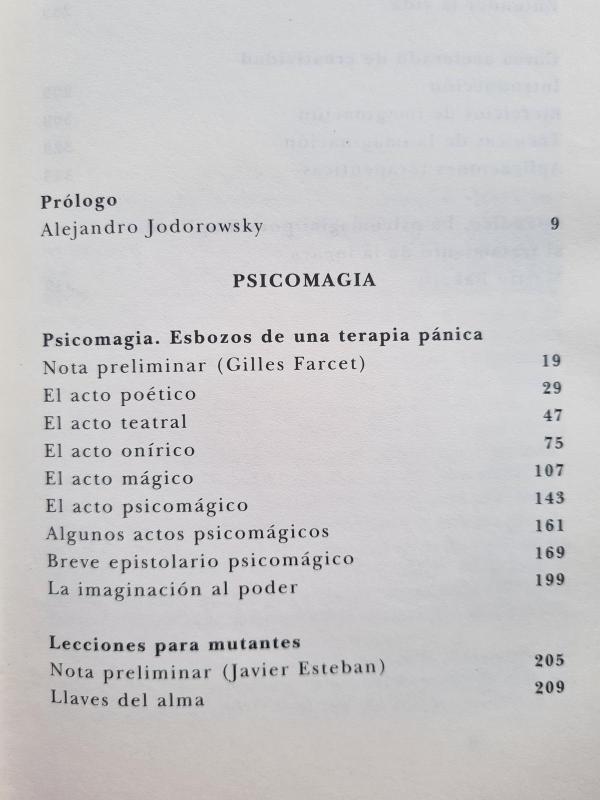 Prólogo
Alejandro Jodorowsky 9
PSICOMAGIA
Psicomagia. Esbozos de una terapia pánica
Nota preliminar (Gilles Farcet) 19
El acto poético 29
El acto teatral 47
El acto onírico 75
El acto mágico 107
El acto psicomágico 143
Algunos actos psicomágicos 161
Breve epistolario psicomágico 169
La imaginación al poder 199
Lecciones para mutantes
Nota preliminar (Javier Esteban) 205
Llaves del alma 209